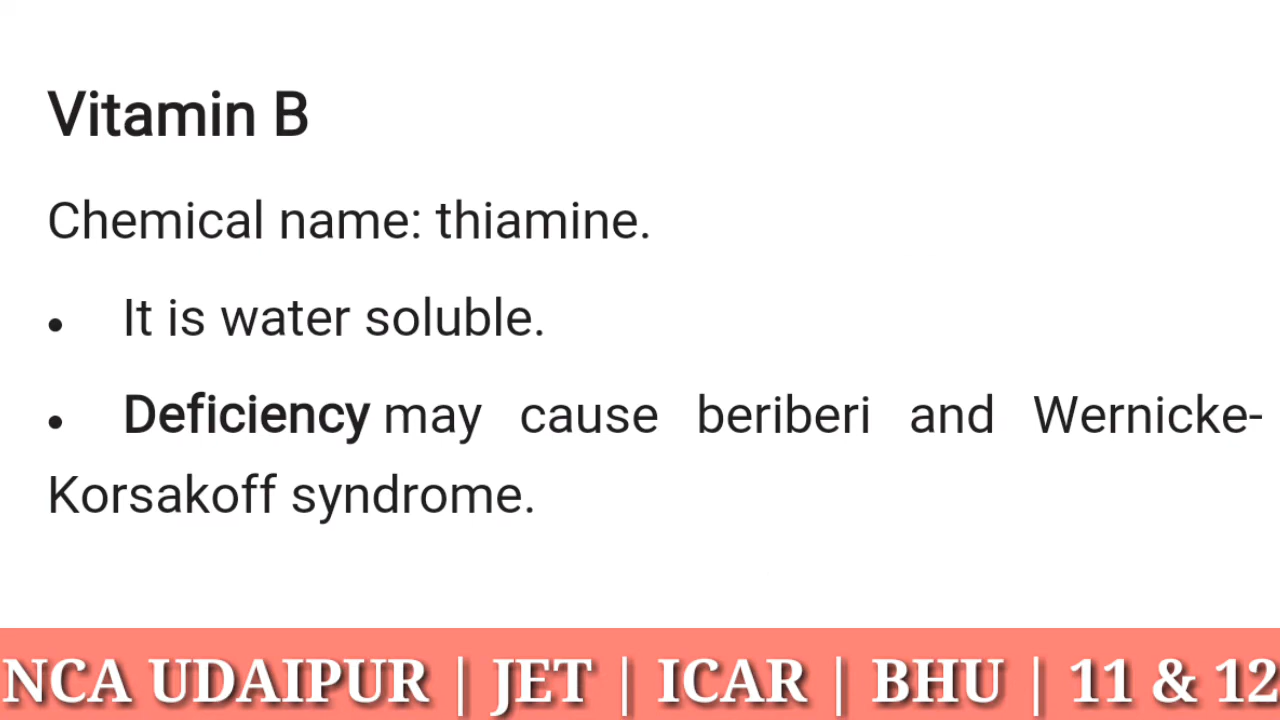 Vitamin B
Chemical name: thiamine.
• It is water soluble.
• Deficiency may cause beriberi and Wernicke-
Korsakoff syndrome.
NCA UDAIPUR | JET | ICAR | BHU | 11 & 12